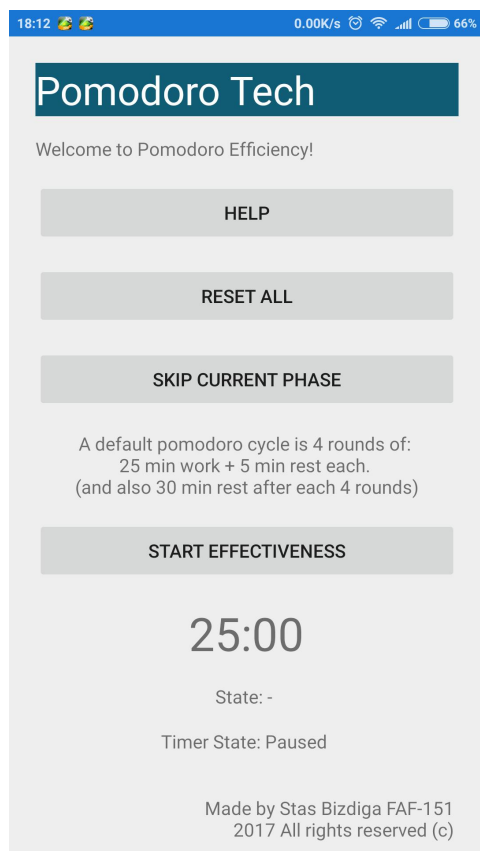 18:12 0.00K/s 66%
Pomodoro Tech
Welcome to Pomodoro Efficiency!
HELP
RESET ALL
SKIP CURRENT PHASE
A default pomodoro cycle is 4 rounds of:
25 min work + 5 min rest each.
(and also 30 min rest after each 4 rounds)
START EFFECTIVENESS
25:00
State: -
Timer State: Paused
Made by Stas Bizdiga FAF-151
2017 All rights reserved (c)